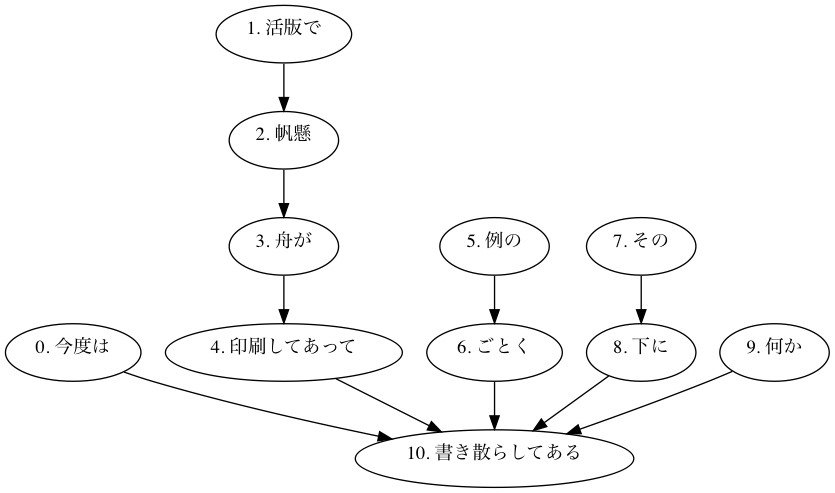 1. 活版で
2. 帆懸
3. 舟が
5. 例の
7. その
0. 今度は
4. 印刷してあって
6. ごとく
8. 下に
9. 何か
10. 書き散らしてある